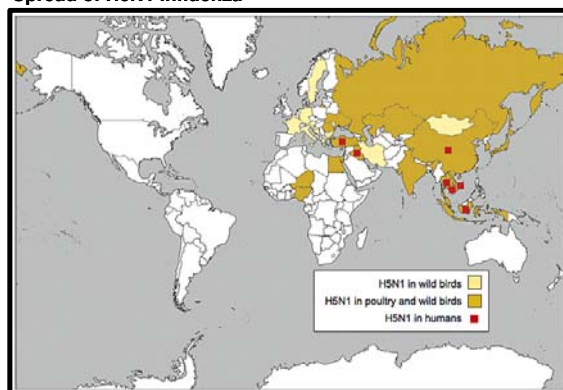 Spread of H5N1 Influenza
H5N1 in wild birds
H5N1 in poultry and wild birds
H5N1 in humans